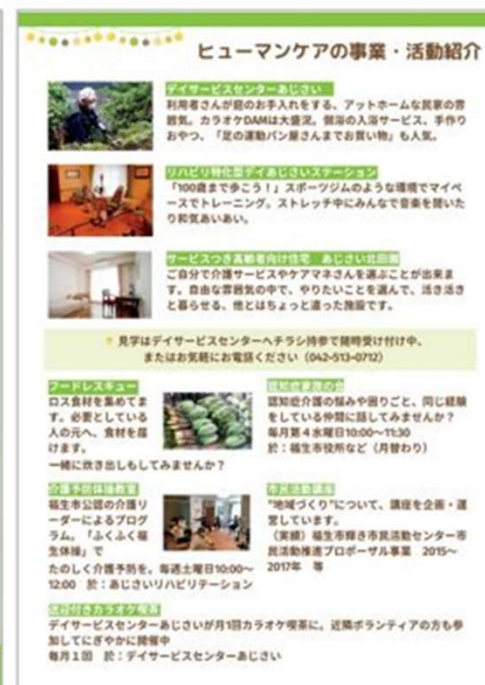 ヒューマンケアの事業・活動紹介
デイサービスセンターあじさい
利用者さんが庭のお手入れをする、アットホームな民家の雰
囲気。カラオケDAMは大盛況。個浴の入浴サービス、手作り
おやつ、「足の運動パン屋さんまでお買い物」も人気。
リハビリ特化型デイあじさいステーション
「100歳まで歩こう！」スポーツジムのような環境でマイペ
ースでトレーニング。ストレッチ中にみんなで音楽を聞いた
り和気あいあい。
サービスつき高齢者向け住宅 あじさい北田園
ご自分で介護サービスやケアマネさんを選ぶことが出来ま
す。自由な雰囲気の中で、やりたいことを選んで、活き活き
と暮らせる、他とはちょっと違った施設です。
見学はデイサービスセンターへチラシ持参で随時受け付け中、
またはお気軽にお電話ください（042-513-0712）
フードレスキュー
ロス食材を集めてま
す。必要としている
人の元へ、食材を届
けます。
一緒に炊き出しもしてみませんか？
認知症家族の会
認知症介護の悩みや困りごと、同じ経験
をしている仲間に話してみませんか？
毎月第４水曜日10:00〜11:30
於：福生市役所など（月替わり）
介護予防体操教室
福生市公認の介護リ
ーダーによるプログ
ラム。「ふくふく福
生体操」で
たのしく介護予防を。毎週土曜日10:00〜
12:00 於：あじさいリハビリテーション
市民活動講座
"地域づくり"について、講座を企画・運
営しています。
（実績）福生市輝き市民活動センター市
民活動推進プロポーザル事業 2015〜
2017年 等
送迎付きカラオケ喫茶
デイサービスセンターあじさいが月1回カラオケ喫茶に。近隣ボランティアの方も参
加してにぎやかに開催中
毎月１回 於：デイサービスセンターあじさい